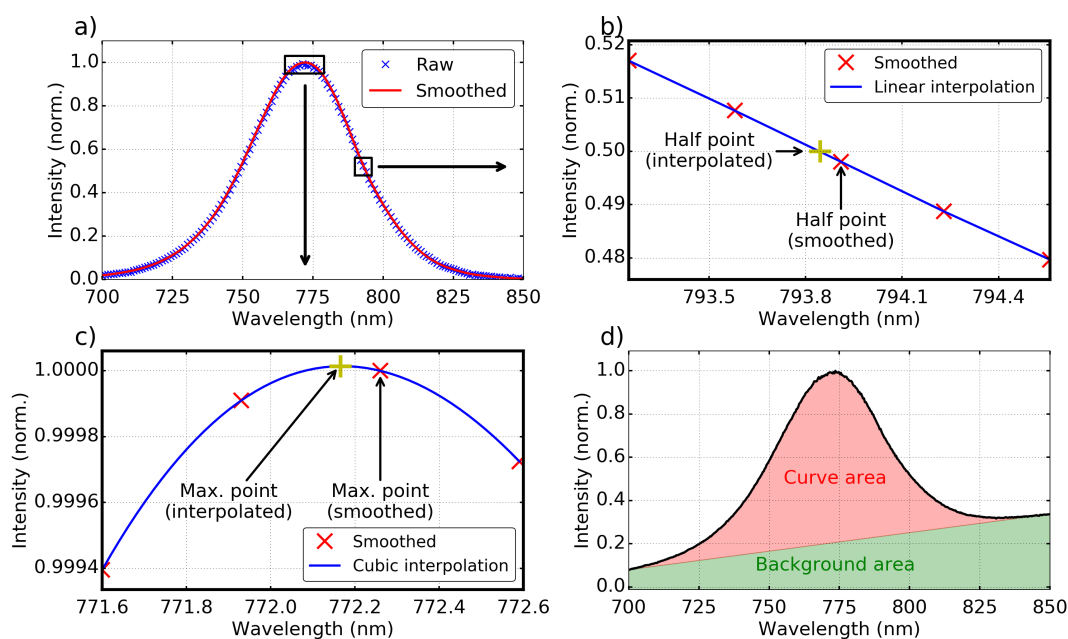 a)
Intensity (norm.)
1.0
0.8
0.6
0.4
0.2
0.0
700 725 750 775 800 825 850
Wavelength (nm)
Raw
Smoothed
b)
Intensity (norm.)
0.52
0.51
0.50
0.49
0.48
793.5 793.8 794.1 794.4
Wavelength (nm)
Smoothed
Linear interpolation
Half point
(interpolated)
Half point
(smoothed)
c)
Intensity (norm.)
1.0000
0.9998
0.9996
0.9994
771.6 771.8 772.0 772.2 772.4 772.6
Wavelength (nm)
Max. point
(interpolated)
Max. point
(smoothed)
Smoothed
Cubic interpolation
d)
Intensity (norm.)
1.0
0.8
0.6
0.4
0.2
0.0
700 725 750 775 800 825 850
Wavelength (nm)
Curve area
Background area